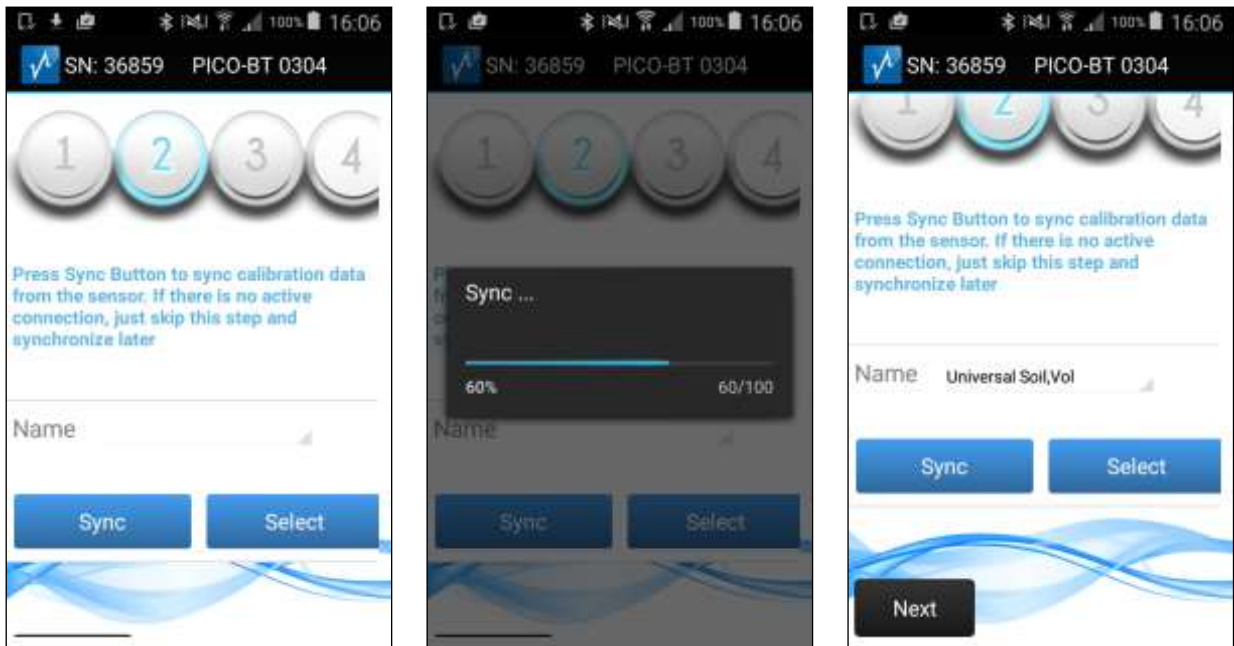 100% 16:06
SN: 36859 PICO-BT 0304
1 2 3 4
Press Sync Button to sync calibration data
from the sensor. If there is no active
connection, just skip this step and
synchronize later
Name
Sync Select
100% 16:06
SN: 36859 PICO-BT 0304
1 2 3 4
Sync ...
60% 60/100
Name
Sync Select
100% 16:06
SN: 36859 PICO-BT 0304
1 2 3 4
Press Sync Button to sync calibration data
from the sensor. If there is no active
connection, just skip this step and
synchronize later
Name Universal Soil,Vol
Sync Select
Next